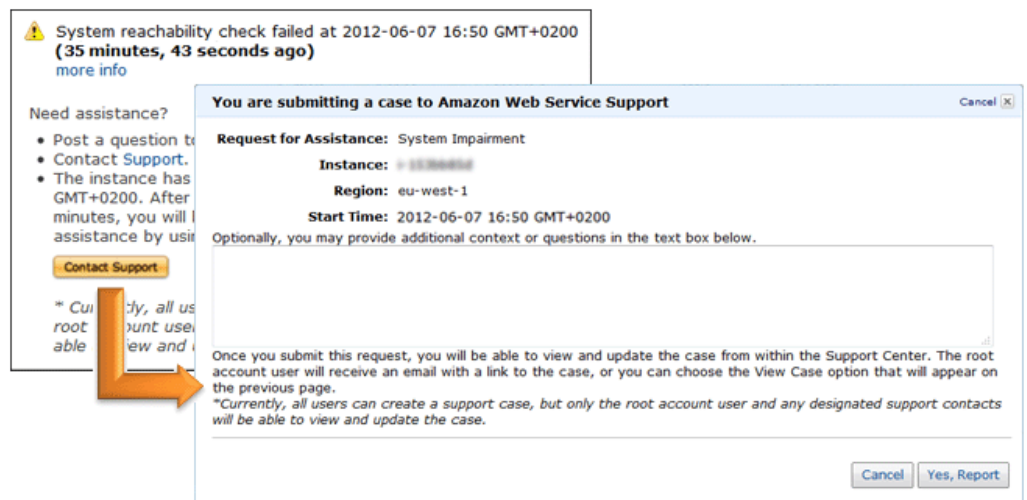 System reachability check failed at 2012-06-07 16:50 GMT+0200
(35 minutes, 43 seconds ago)
more info
Need assistance?
• Post a question
• Contact Support.
• The instance has
GMT+0200. After
minutes, you will
assistance by
Contact Support
* all
root
able and
You are submitting a case to Amazon Web Service Support
Cancel
Request for Assistance: System Impairment
Instance:
Region: eu-west-1
Start Time: 2012-06-07 16:50 GMT+0200
Optionally, you may provide additional context or questions in the text box below.
Once you submit this request, you will be able to view and update the case from within the Support Center. The root
account user will receive an email with a link to the case, or you can choose the View Case option that will appear on
the previous page.
*Currently, all users can create a support case, but only the root account user and any designated support contacts
will be able to view and update the case.
Cancel Yes, Report